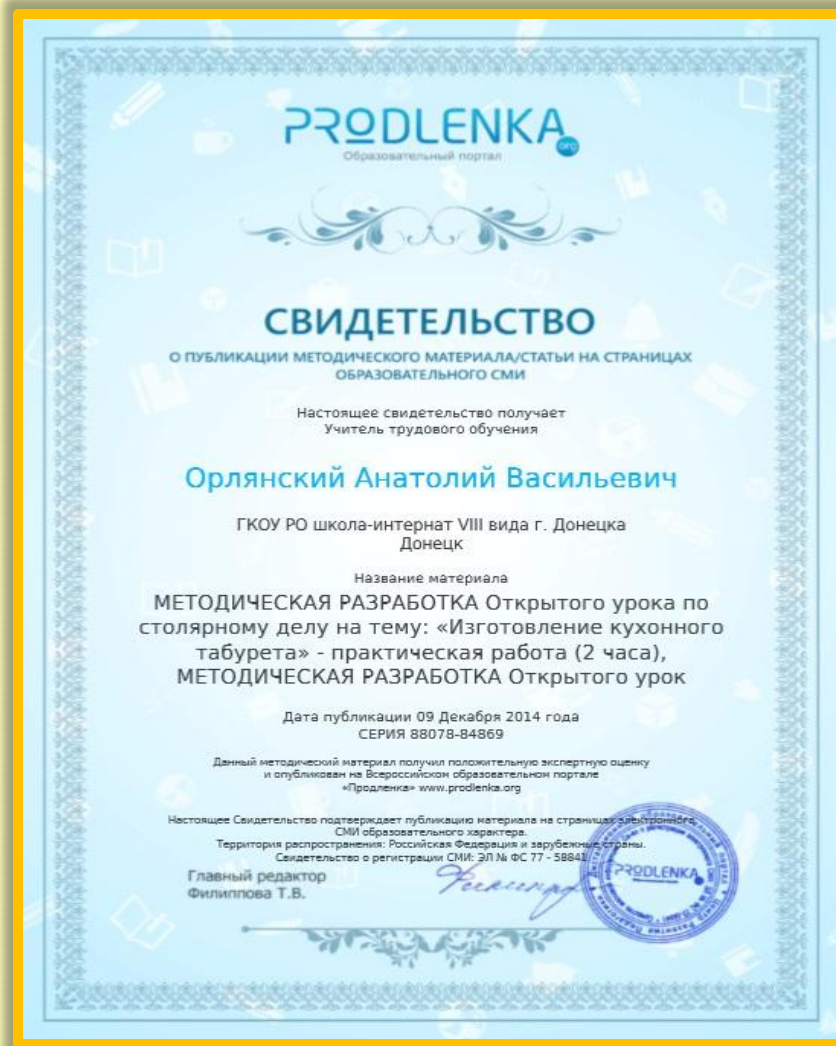 PRODLENKA
.org
Образовательный портал
СВИДЕТЕЛЬСТВО
О ПУБЛИКАЦИИ МЕТОДИЧЕСКОГО МАТЕРИАЛА/СТАТЬИ НА СТРАНИЦАХ
ОБРАЗОВАТЕЛЬНОГО СМИ
Настоящее свидетельство получает
Учитель трудового обучения
Орлянский Анатолий Васильевич
ГКОУ РО школа-интернат VIII вида г. Донецка
Донецк
Название материала
МЕТОДИЧЕСКАЯ РАЗРАБОТКА Открытого урока по
столярному делу на тему: «Изготовление кухонного
табурета» - практическая работа (2 часа),
МЕТОДИЧЕСКАЯ РАЗРАБОТКА Открытого урок
Дата публикации 09 Декабря 2014 года
СЕРИЯ 88078-84869
Данный методический материал получил положительную экспертную оценку
и опубликован на Всероссийском образовательном портале
«Продленка» www.prodlenka.org
Настоящее Свидетельство подтверждает публикацию материала на страницах электронного
СМИ образовательного характера.
Территория распространения: Российская Федерация и зарубежные страны.
Свидетельство о регистрации СМИ: ЭЛ № ФС 77 - 58841
Главный редактор
Филиппова Т.В.
PRODLENKA